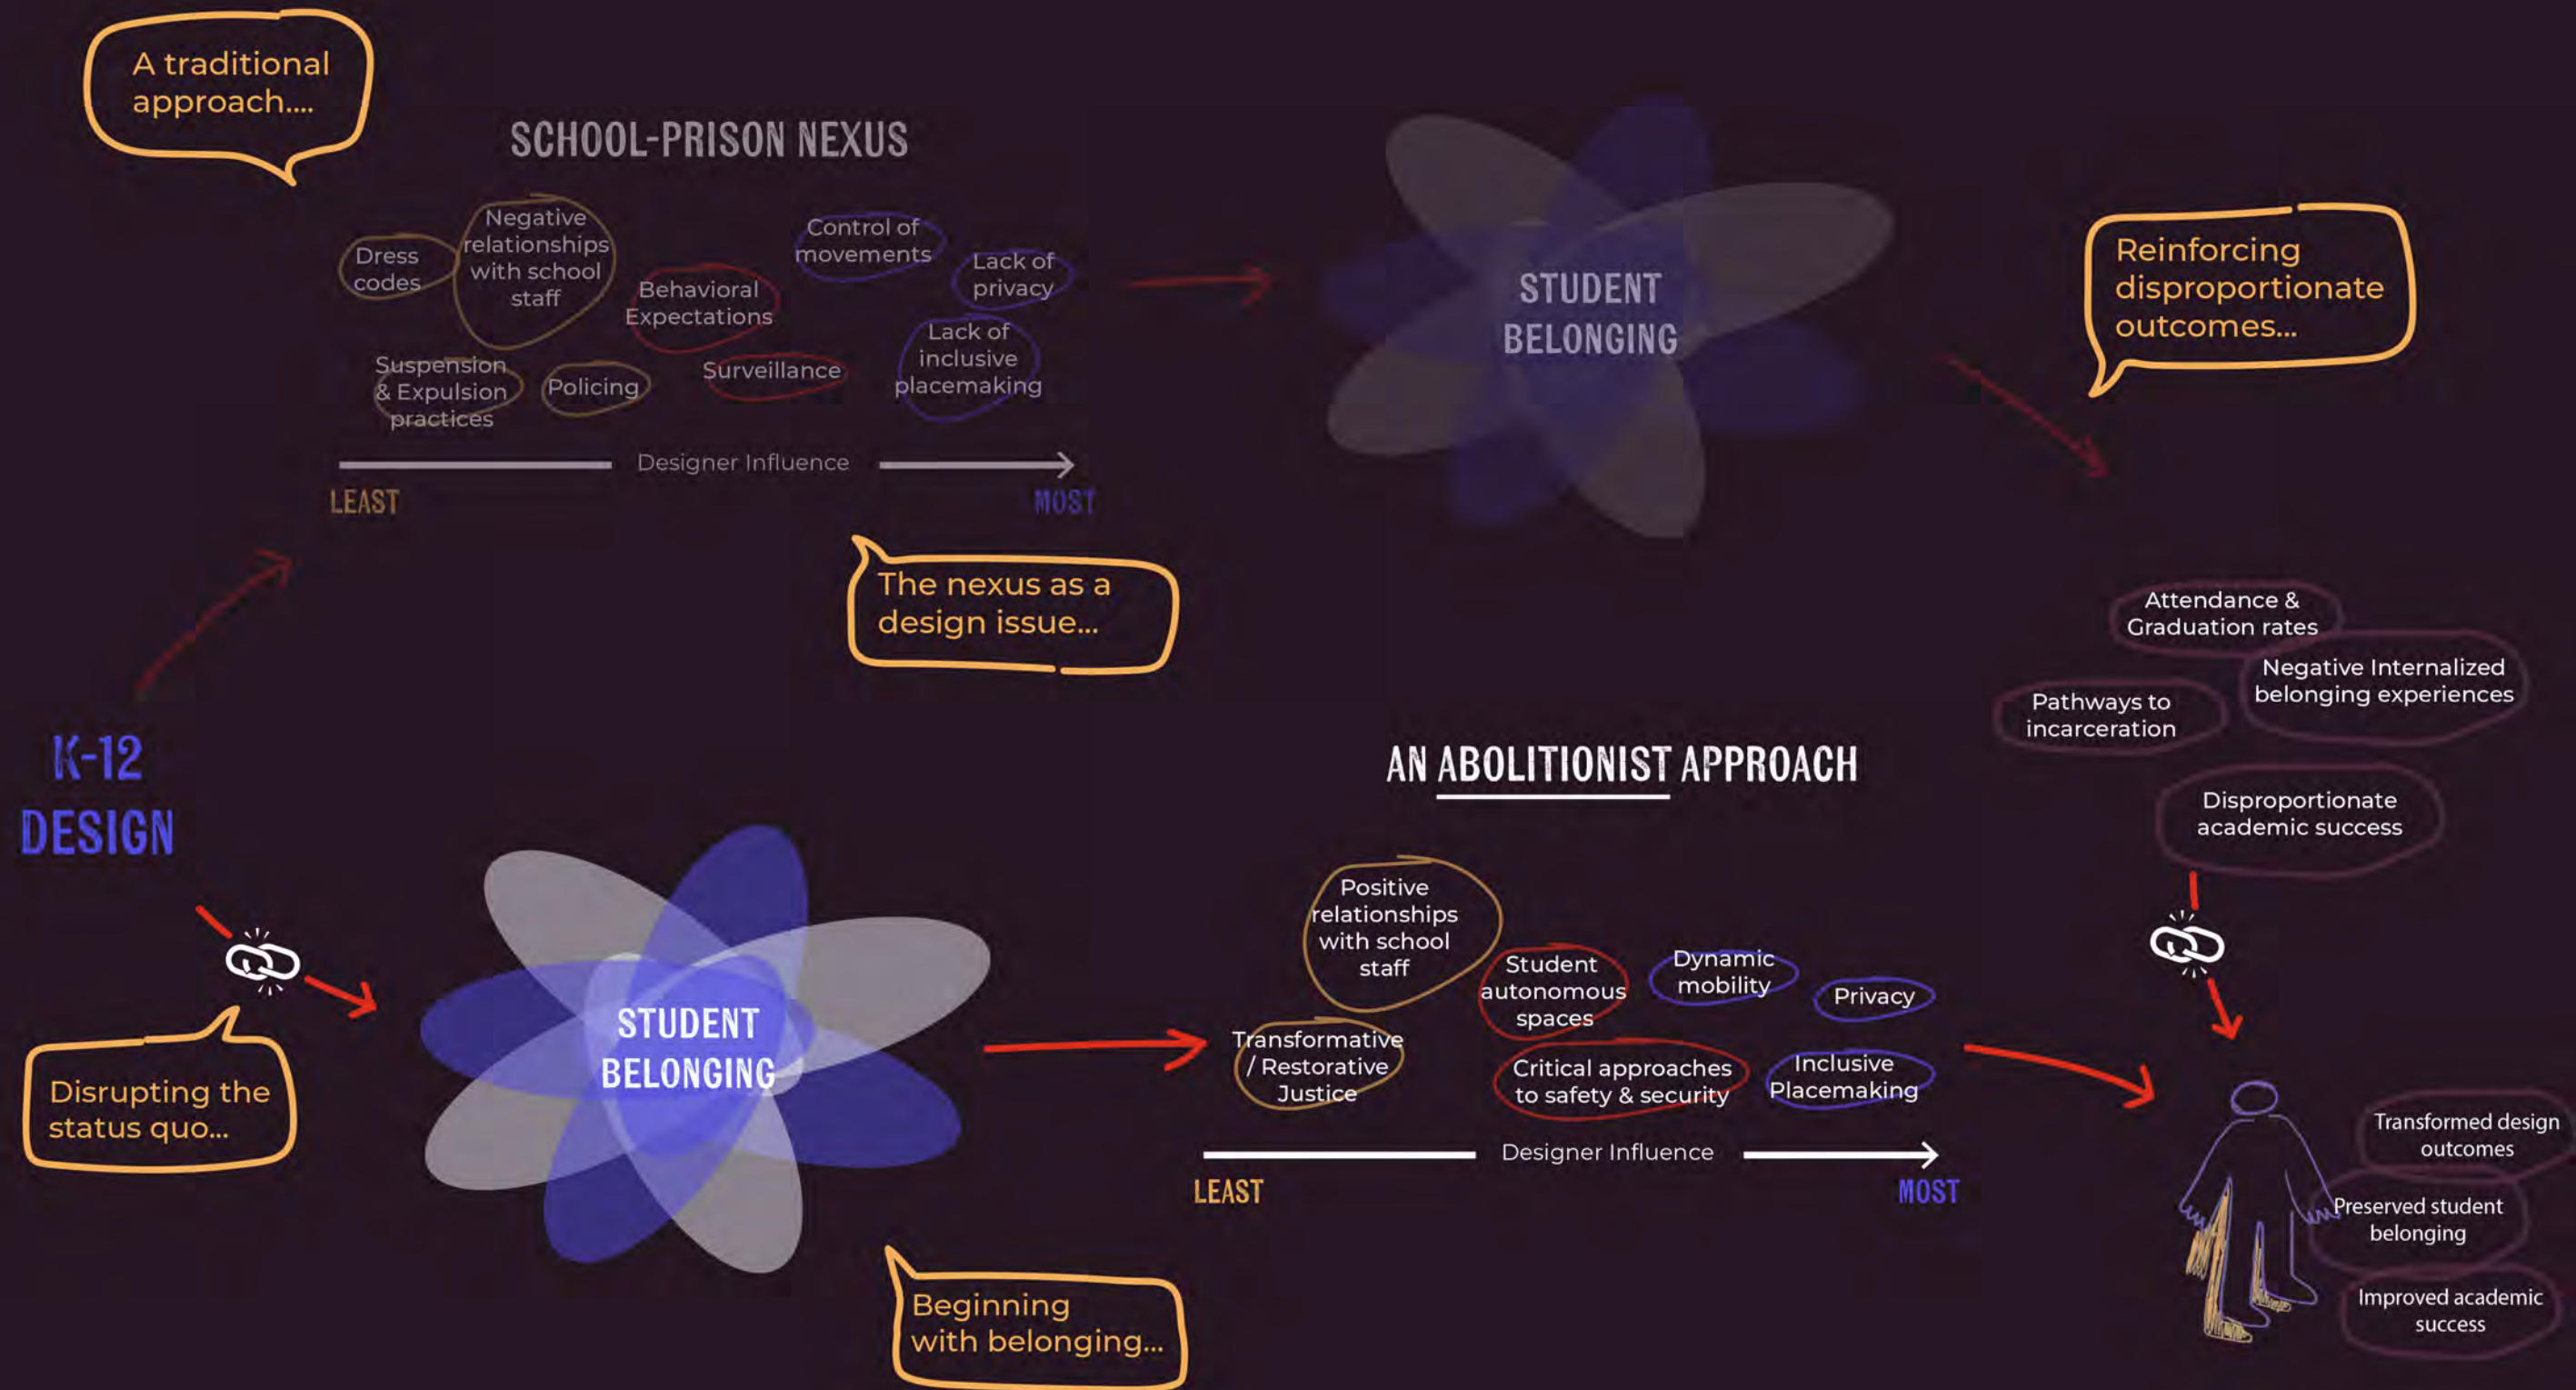 A traditional
approach....
SCHOOL-PRISON NEXUS
Dress
codes
Negative
relationships
with school
staff
Behavioral
Expectations
Control of
movements
Lack of
privacy
Suspension
& Expulsion
practices
Policing
Surveillance
Lack of
inclusive
placemaking
Designer Influence
LEAST
MOST
The nexus as a
design issue...
STUDENT
BELONGING
Reinforcing
disproportionate
outcomes...
Attendance &
Graduation rates
Negative Internalized
belonging experiences
Pathways to
incarceration
Disproportionate
academic success
K-12
DESIGN
Disrupting the
status quo...
STUDENT
BELONGING
Beginning
with belonging...
AN ABOLITIONIST APPROACH
Positive
relationships
with school
staff
Student
autonomous
spaces
Dynamic
mobility
Privacy
Transformative
/ Restorative
Justice
Critical approaches
to safety & security
Inclusive
Placemaking
Designer Influence
LEAST
MOST
Transformed design
outcomes
Preserved student
belonging
Improved academic
success